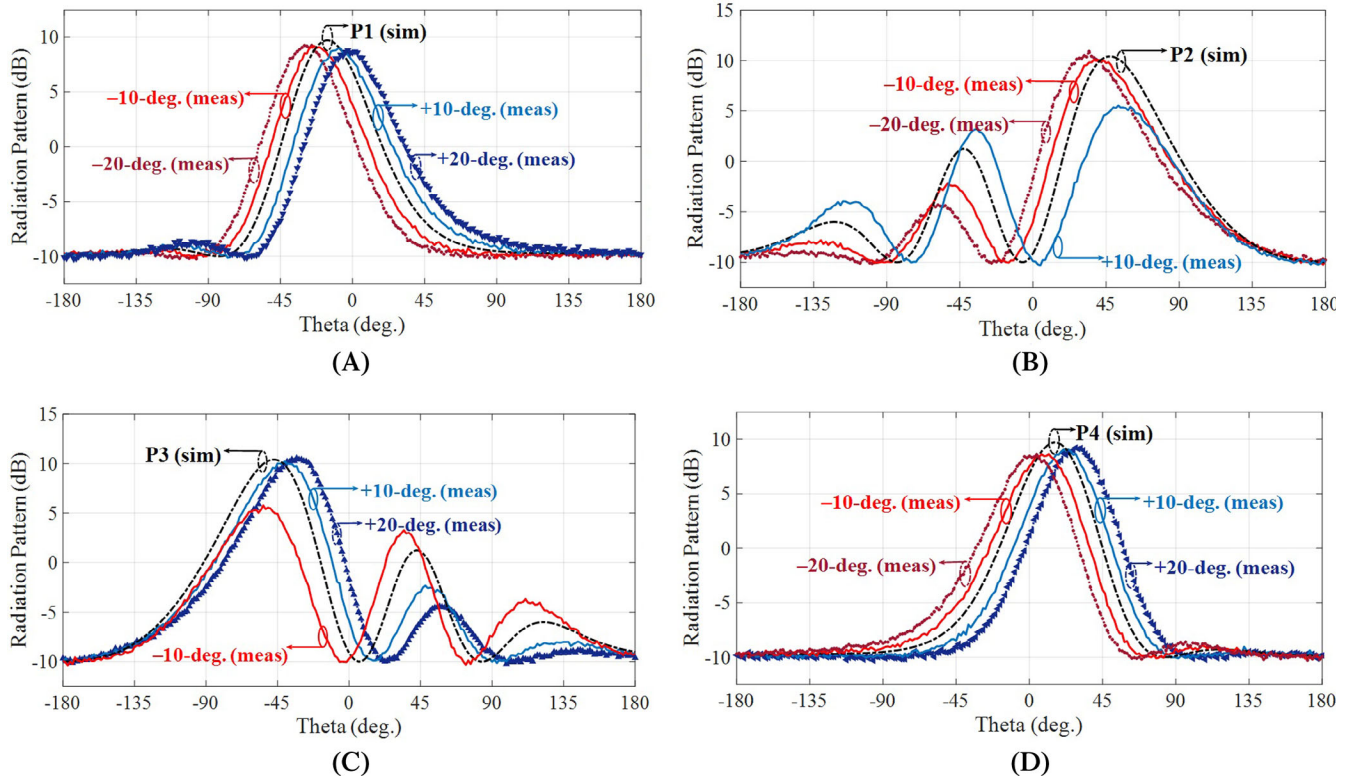 15
10
5
0
-5
-10
Radiation Pattern (dB)
P1 (sim)
−10-deg. (meas)
+10-deg. (meas)
−20-deg. (meas)
+20-deg. (meas)
-180 -135 -90 -45 0 45 90 135 180
Theta (deg.)
(A)
15
10
5
0
-5
-10
Radiation Pattern (dB)
P2 (sim)
−10-deg. (meas)
−20-deg. (meas)
+10-deg. (meas)
-180 -135 -90 -45 0 45 90 135 180
Theta (deg.)
(B)
15
10
5
0
-5
-10
Radiation Pattern (dB)
P3 (sim)
+10-deg. (meas)
+20-deg. (meas)
−10-deg. (meas)
-180 -135 -90 -45 0 45 90 135 180
Theta (deg.)
(C)
10
5
0
-5
-10
Radiation Pattern (dB)
P4 (sim)
−10-deg. (meas)
+10-deg. (meas)
−20-deg. (meas)
+20-deg. (meas)
-180 -135 -90 -45 0 45 90 135 180
Theta (deg.)
(D)